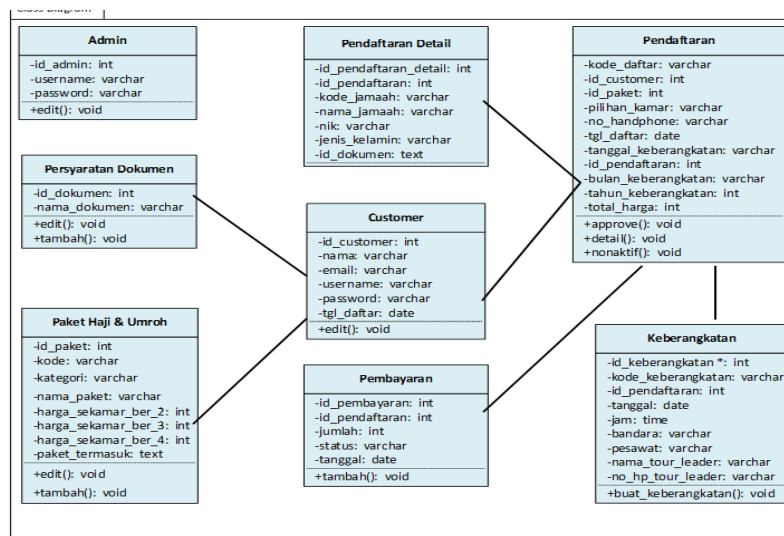 Class Diagram
Admin
-id_admin: int
-username: varchar
-password: varchar
+edit(): void
Persyaratan Dokumen
-id_dokumen: int
-nama_dokumen: varchar
+edit(): void
+tambah(): void
Paket Haji & Umroh
-id_paket: int
-kode: varchar
-kategori: varchar
-nama_paket: varchar
-harga_sekamar_ber_2: int
-harga_sekamar_ber_3: int
-harga_sekamar_ber_4: int
-paket_termasuk: text
+edit(): void
+tambah(): void
Pendaftaran Detail
-id_pendaftaran_detail: int
-id_pendaftaran: int
-kode_jamaah: varchar
-nama_jamaah: varchar
-nik: varchar
-jenis_kelamin: varchar
-id_dokumen: text
Customer
-id_customer: int
-nama: varchar
-email: varchar
-username: varchar
-password: varchar
-tgl_daftar: date
+edit(): void
Pembayaran
-id_pembayaran: int
-id_pendaftaran: int
-jumlah: int
-status: varchar
-tanggal: date
+tambah(): void
Pendaftaran
-kode_daftar: varchar
-id_customer: int
-id_paket: int
-pilihan_kamar: varchar
-no_handphone: varchar
-tgl_daftar: date
-tanggal_keberangkatan: varchar
-id_pendaftaran: int
-bulan_keberangkatan: varchar
-tahun_keberangkatan: int
-total_harga: int
+approve(): void
+detail(): void
+nonaktif(): void
Keberangkatan
-id_keberangkatan *: int
-kode_keberangkatan: varchar
-id_pendaftaran: int
-tanggal: date
-jam: time
-bandara: varchar
-pesawat: varchar
-nama_tour_leader: varchar
-no_hp_tour_leader: varchar
+buat_keberangkatan(): void